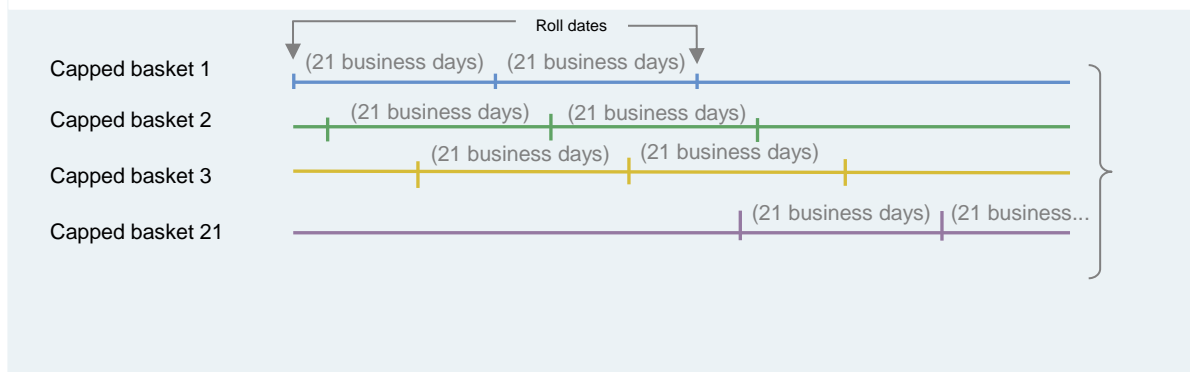 Roll dates
Capped basket 1 (21 business days) (21 business days)
Capped basket 2 (21 business days) (21 business days)
Capped basket 3 (21 business days) (21 business days)
Capped basket 21 (21 business days) (21 business...